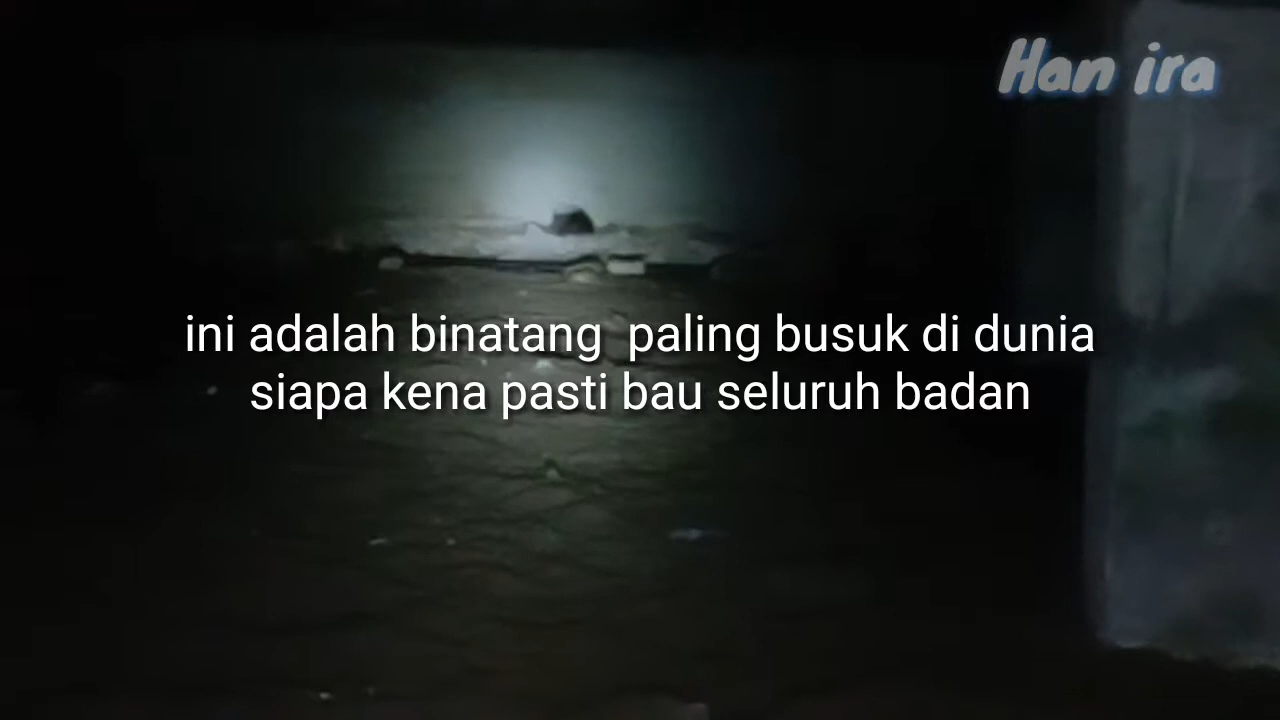 Han ira
ini adalah binatang  paling busuk di dunia
siapa kena pasti bau seluruh badan